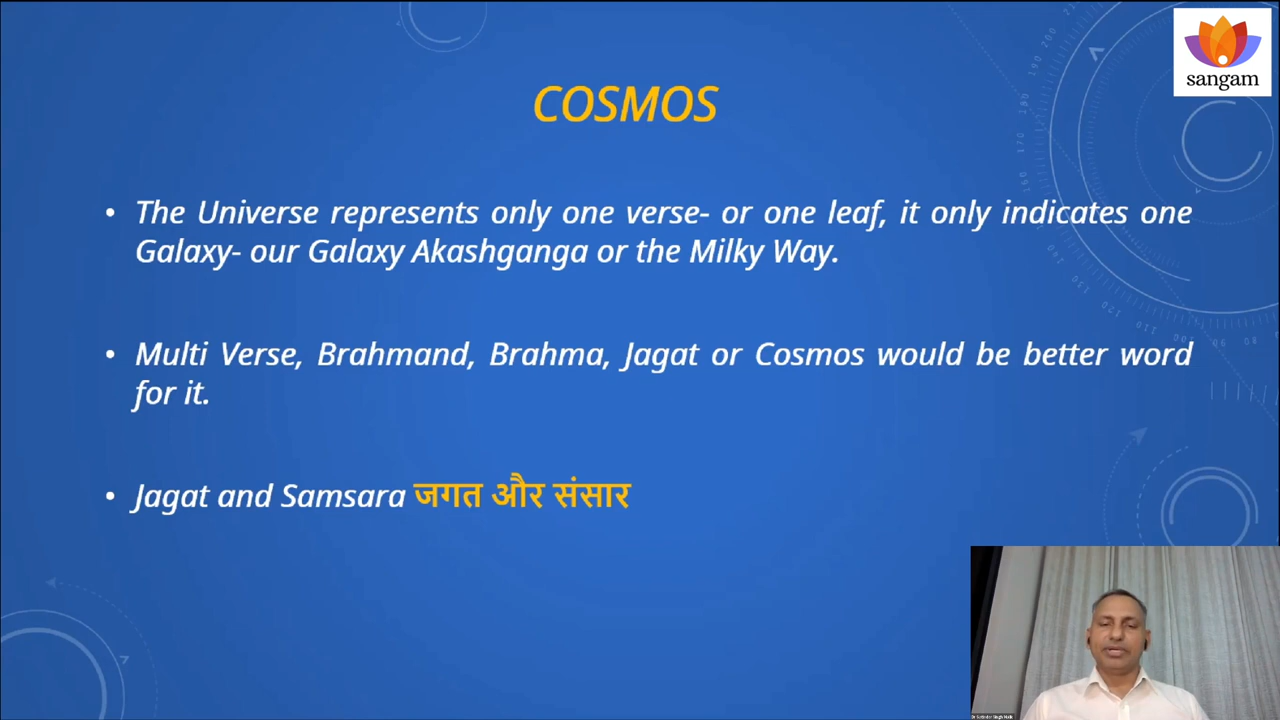 sangam
COSMOS
• The Universe represents only one verse- or one leaf, it only indicates one
Galaxy- our Galaxy Akashganga or the Milky Way.
• Multi Verse, Brahmand, Brahma, Jagat or Cosmos would be better word
for it.
• Jagat and Samsara जगत और संसार